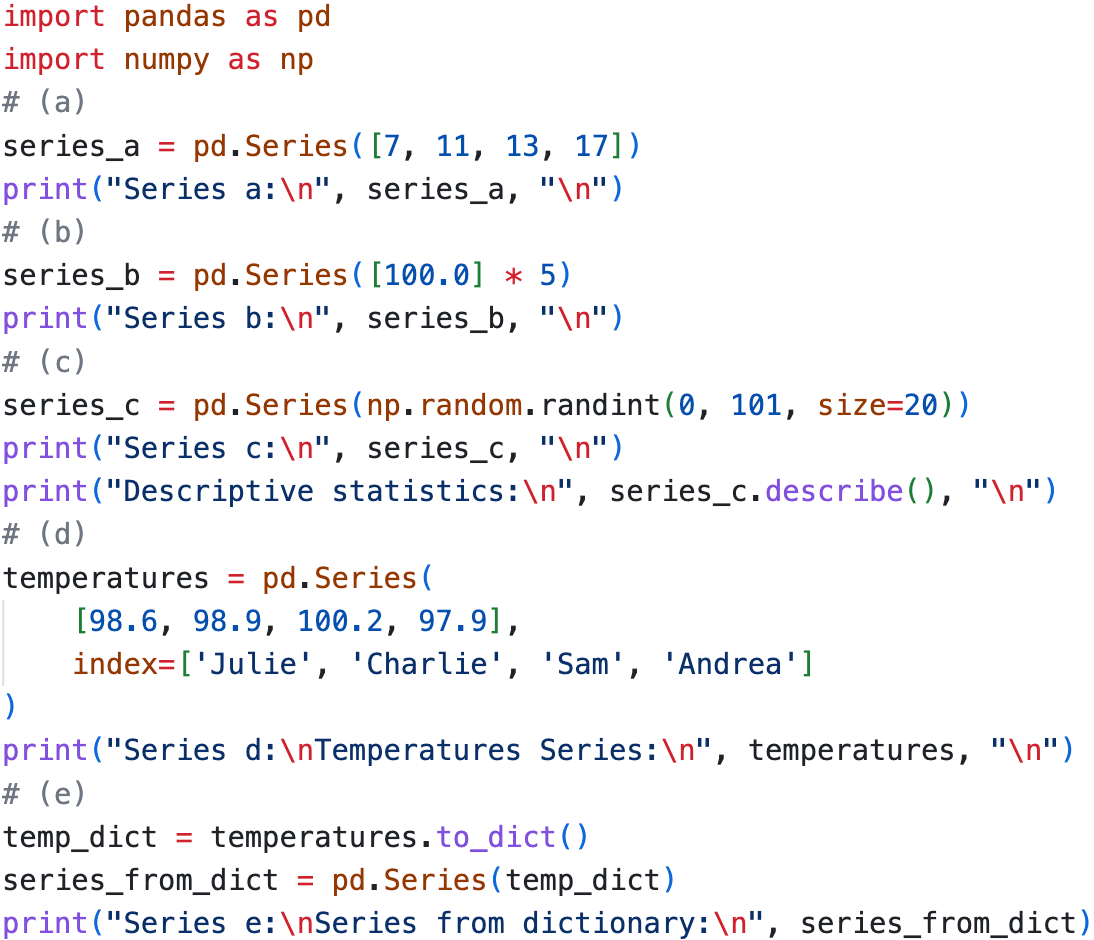 import pandas as pd
import numpy as np
# (a)
series_a = pd.Series([7, 11, 13, 17])
print("Series a:\n", series_a, "\n")
# (b)
series_b = pd.Series([100.0] * 5)
print("Series b:\n", series_b, "\n")
# (c)
series_c = pd.Series(np.random.randint(0, 101, size=20))
print("Series c:\n", series_c, "\n")
print("Descriptive statistics:\n", series_c.describe(), "\n")
# (d)
temperatures = pd.Series(
    [98.6, 98.9, 100.2, 97.9],
    index=['Julie', 'Charlie', 'Sam', 'Andrea']
)
print("Series d:\nTemperatures Series:\n", temperatures, "\n")
# (e)
temp_dict = temperatures.to_dict()
series_from_dict = pd.Series(temp_dict)
print("Series e:\nSeries from dictionary:\n", series_from_dict)